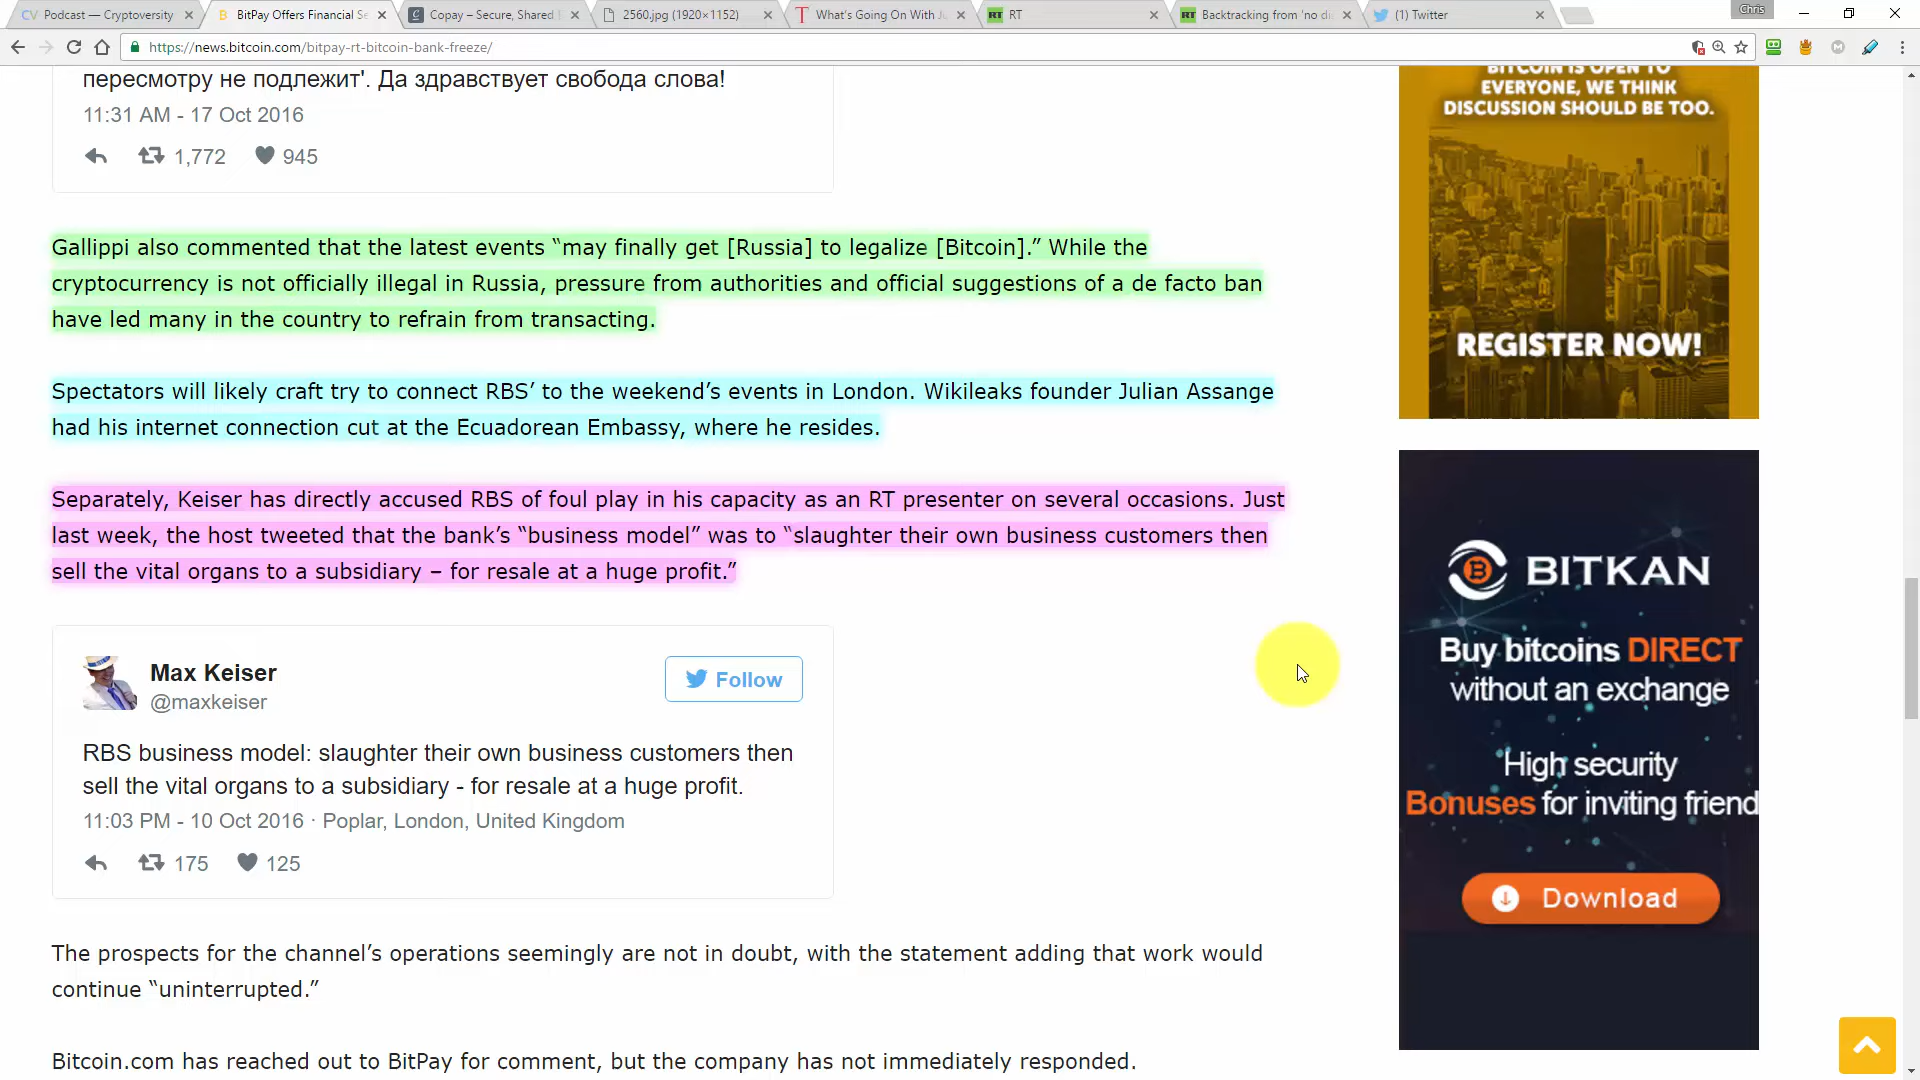 Podcast — Cryptoversity
BitPay Offers Financial Se
Copay – Secure, Shared
2560.jpg (1920×1152)
What's Going On With J
RT RT
RT Backtracking from 'no di
(1) Twitter
Chris
https://news.bitcoin.com/bitpay-rt-bitcoin-bank-freeze/
пересмотру не подлежит'. Да здравствует свобода слова!
11:31 AM - 17 Oct 2016
1,772 945
Gallippi also commented that the latest events “may finally get [Russia] to legalize [Bitcoin].” While the
cryptocurrency is not officially illegal in Russia, pressure from authorities and official suggestions of a de facto ban
have led many in the country to refrain from transacting.
Spectators will likely craft try to connect RBS’ to the weekend’s events in London. Wikileaks founder Julian Assange
had his internet connection cut at the Ecuadorean Embassy, where he resides.
Separately, Keiser has directly accused RBS of foul play in his capacity as an RT presenter on several occasions. Just
last week, the host tweeted that the bank’s “business model” was to “slaughter their own business customers then
sell the vital organs to a subsidiary – for resale at a huge profit.”
Max Keiser
@maxkeiser
Follow
RBS business model: slaughter their own business customers then
sell the vital organs to a subsidiary - for resale at a huge profit.
11:03 PM - 10 Oct 2016 · Poplar, London, United Kingdom
175 125
The prospects for the channel’s operations seemingly are not in doubt, with the statement adding that work would
continue “uninterrupted.”
Bitcoin.com has reached out to BitPay for comment, but the company has not immediately responded.
BITCOIN IS OPEN TO
EVERYONE, WE THINK
DISCUSSION SHOULD BE TOO.
REGISTER NOW!
BITKAN
Buy bitcoins DIRECT
without an exchange
High security
Bonuses for inviting friend
Download